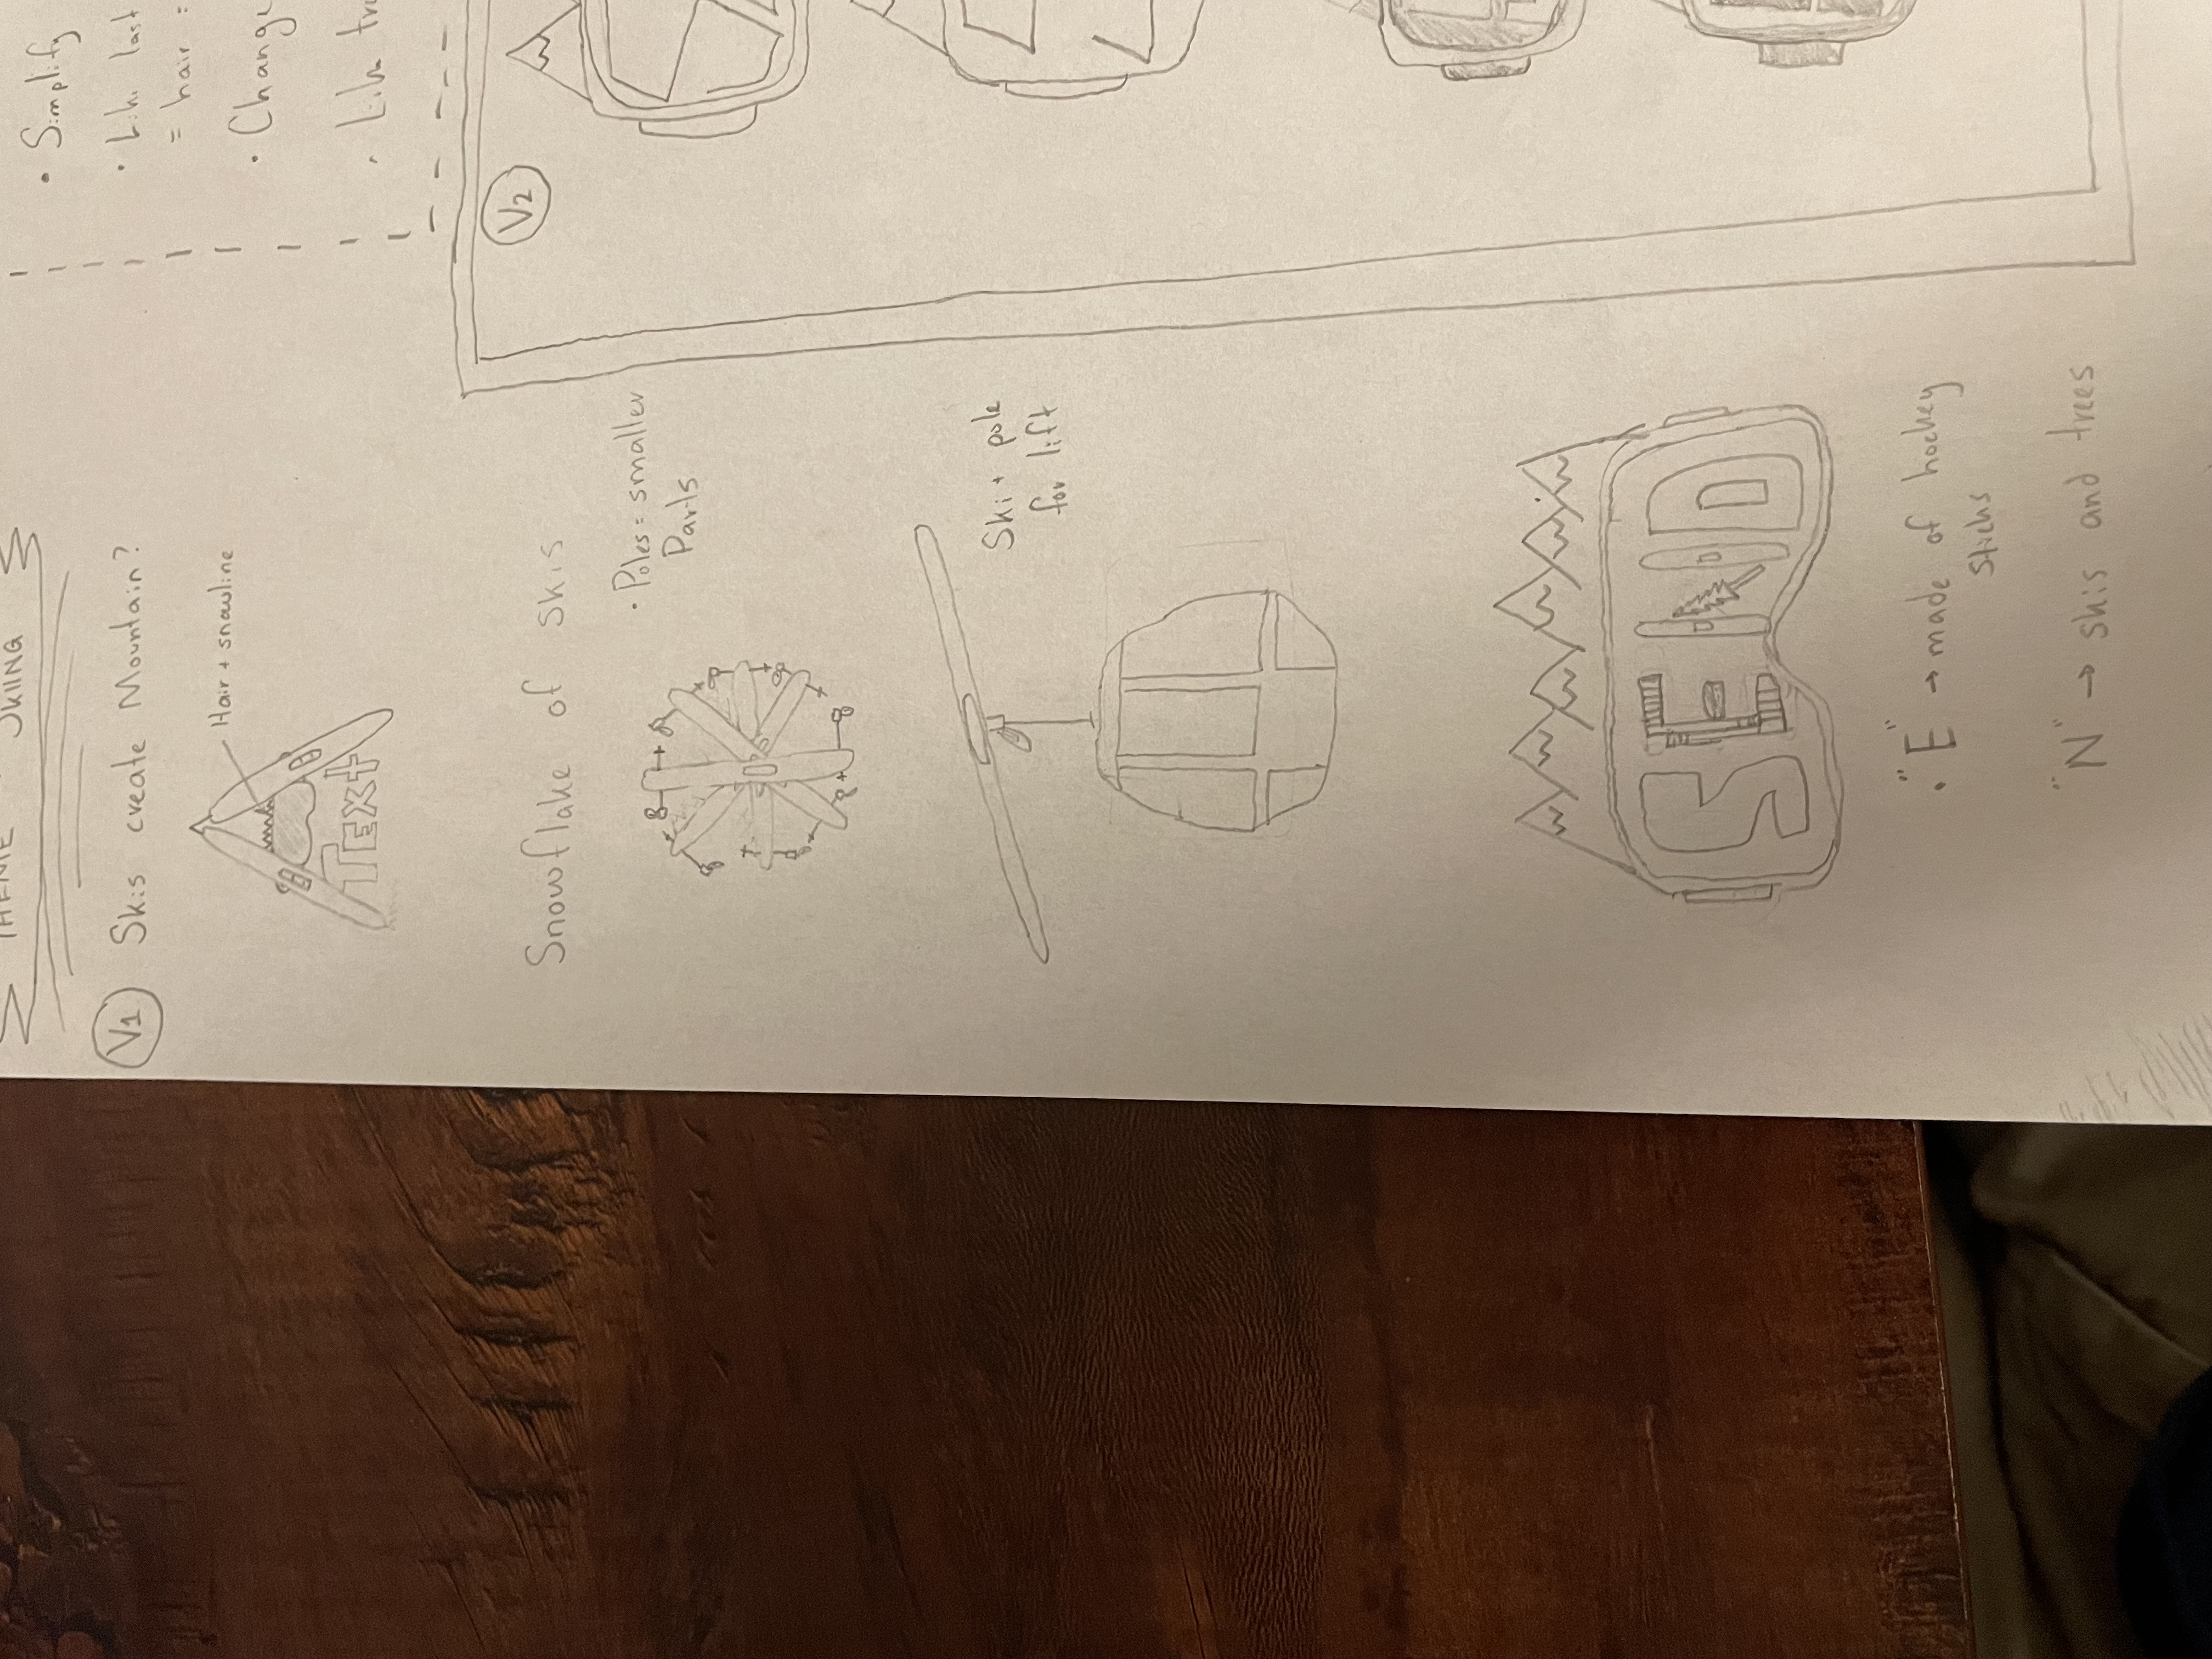 THEME SKIING
V1 Skis create Mountain?
Hair + snowline
TEXt
Snowflake of skis
• Poles = smaller
Parts
Ski + pole
for lift
SEND
• "E" → made of hockey
sticks
"N" → skis and trees
• Simplify
• Like last
= hair =
• Change
• Like
V2